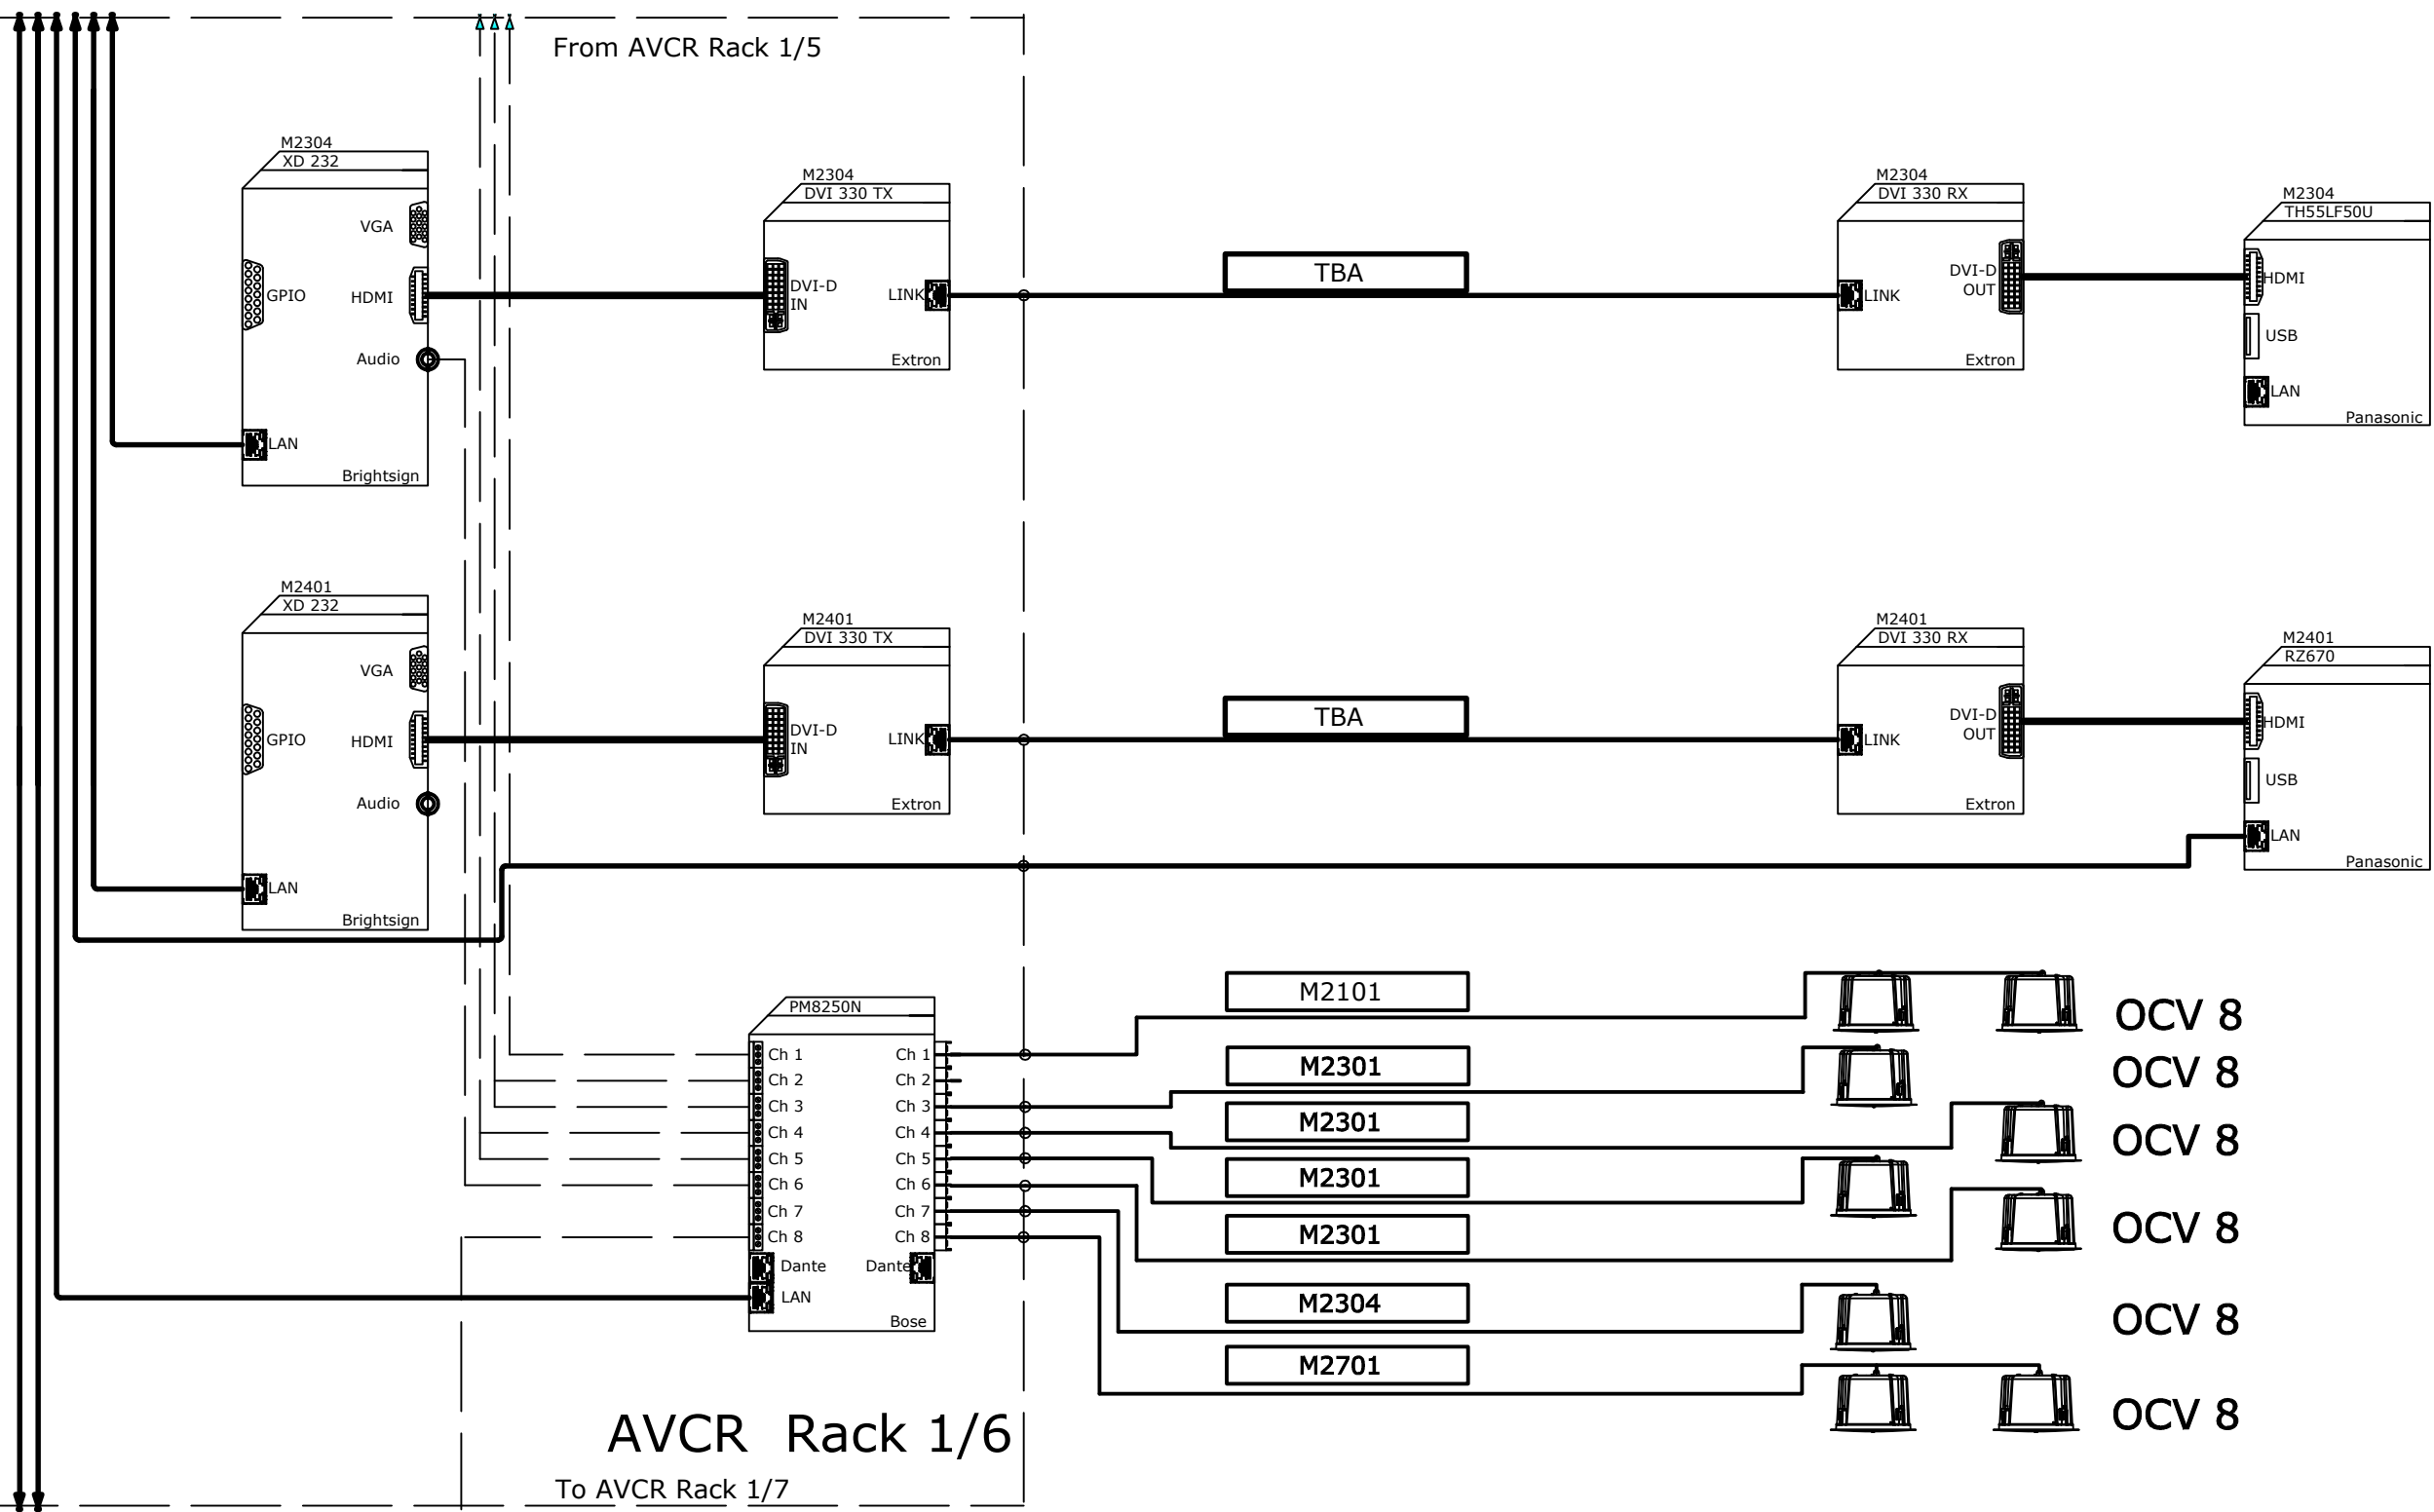 From AVCR Rack 1/5
M2304
XD 232
VGA
GPIO
HDMI
Audio
LAN
Brightsign
M2304
DVI 330 TX
DVI-D
IN
LINK
Extron
TBA
M2304
DVI 330 RX
LINK
DVI-D
OUT
Extron
M2304
TH55LF50U
HDMI
USB
LAN
Panasonic
M2401
XD 232
VGA
GPIO
HDMI
Audio
LAN
Brightsign
M2401
DVI 330 TX
DVI-D
IN
LINK
Extron
TBA
M2401
DVI 330 RX
LINK
DVI-D
OUT
Extron
M2401
RZ670
HDMI
USB
LAN
Panasonic
PM8250N
Ch 1 Ch 1
Ch 2 Ch 2
Ch 3 Ch 3
Ch 4 Ch 4
Ch 5 Ch 5
Ch 6 Ch 6
Ch 7 Ch 7
Ch 8 Ch 8
Dante Dante
LAN
Bose
M2101
OCV 8
M2301
OCV 8
M2301
OCV 8
M2301
M2301
OCV 8
M2304
OCV 8
M2701
OCV 8
AVCR Rack 1/6
To AVCR Rack 1/7